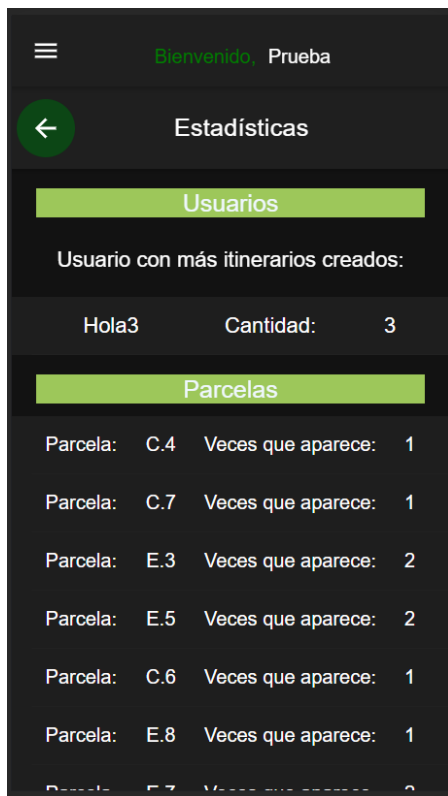 Bienvenido, Prueba
Estadísticas
Usuarios
Usuario con más itinerarios creados:
Hola3 Cantidad: 3
Parcelas
Parcela: C.4 Veces que aparece: 1
Parcela: C.7 Veces que aparece: 1
Parcela: E.3 Veces que aparece: 2
Parcela: E.5 Veces que aparece: 2
Parcela: C.6 Veces que aparece: 1
Parcela: E.8 Veces que aparece: 1